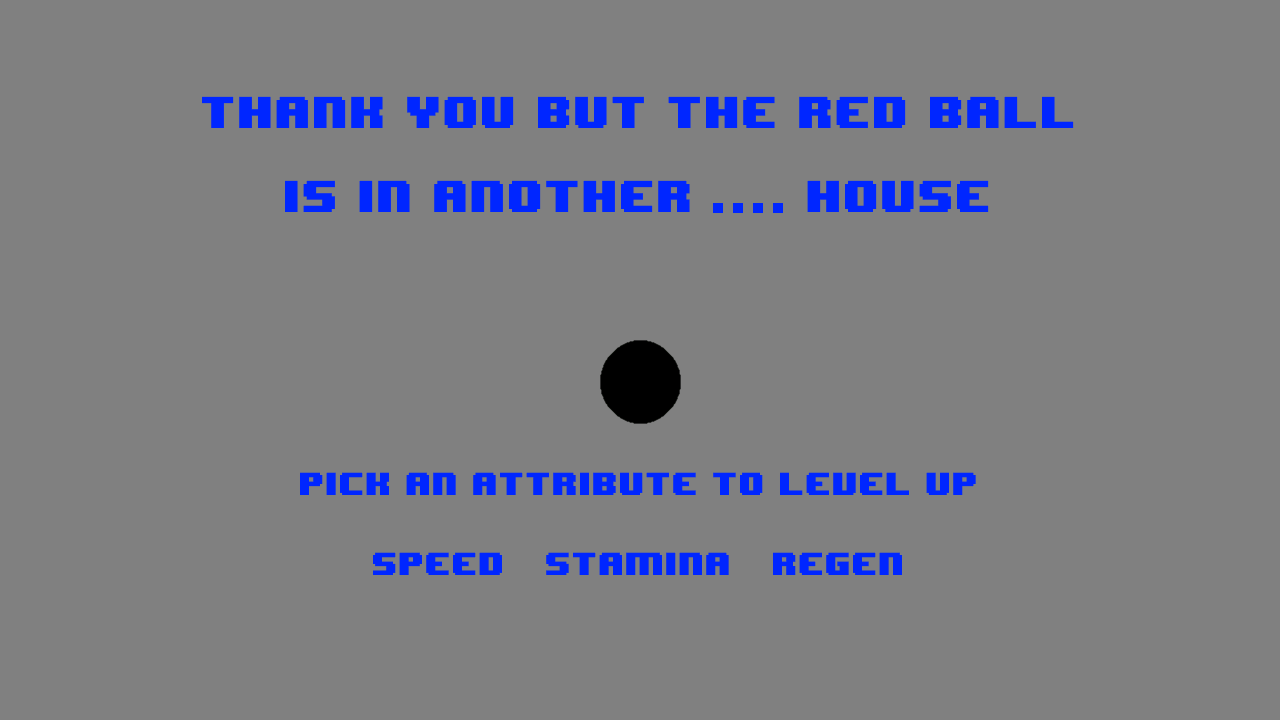 THANK YOU BUT THE RED BALL
IS IN ANOTHER .... HOUSE
PICK AN ATTRIBUTE TO LEVEL UP
SPEED STAMINA REGEN